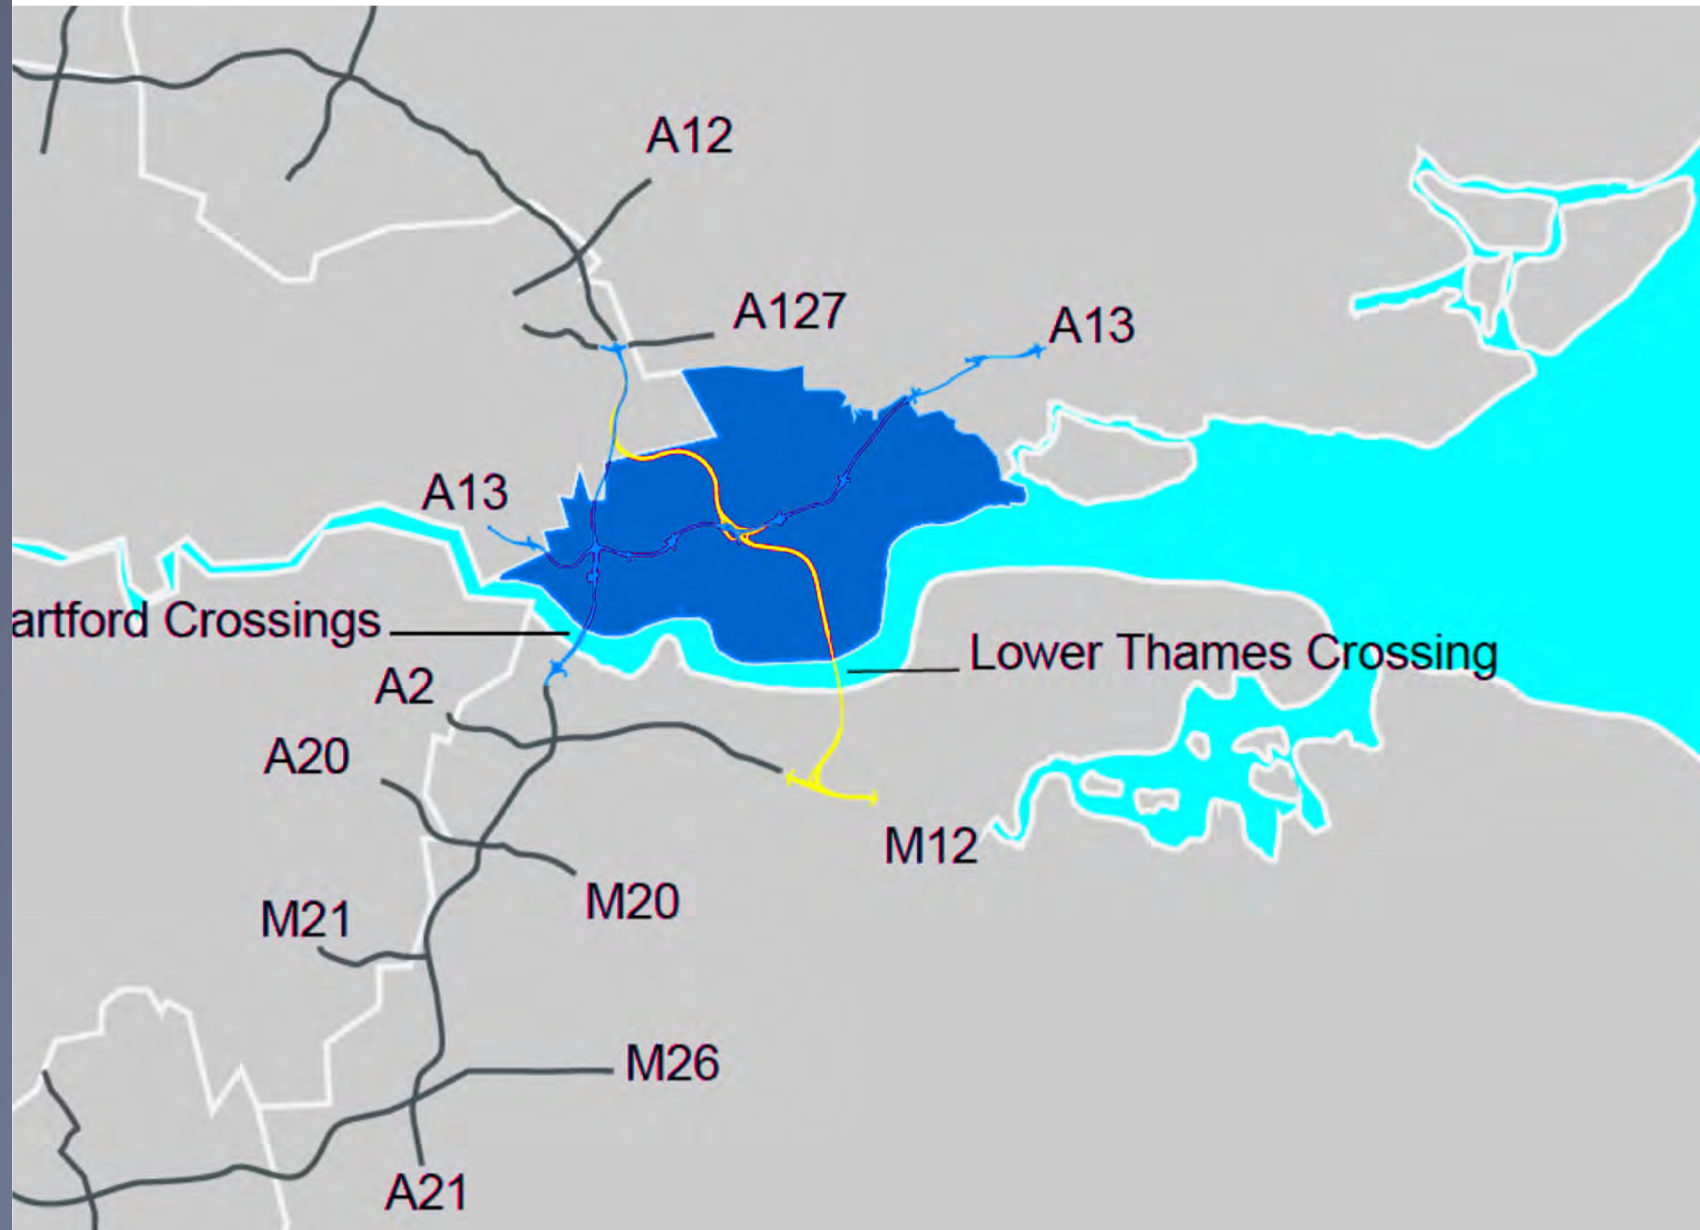 A12
A127
A13
A13
artford Crossings
Lower Thames Crossing
A2
A20
M12
M20
M21
M26
A21